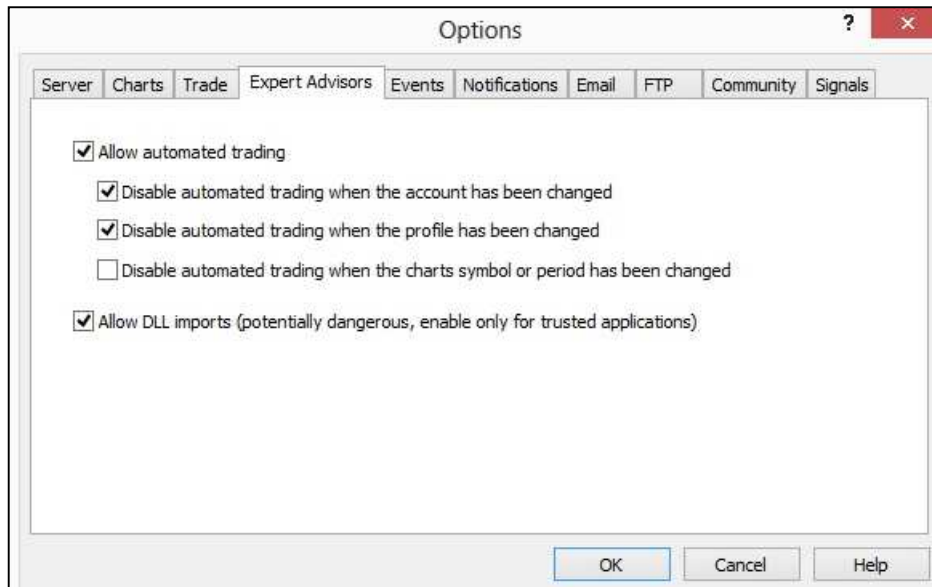 Options
?
×
Server Charts Trade Expert Advisors Events Notifications Email FTP Community Signals
Allow automated trading
Disable automated trading when the account has been changed
Disable automated trading when the profile has been changed
Disable automated trading when the charts symbol or period has been changed
Allow DLL imports (potentially dangerous, enable only for trusted applications)
OK Cancel Help